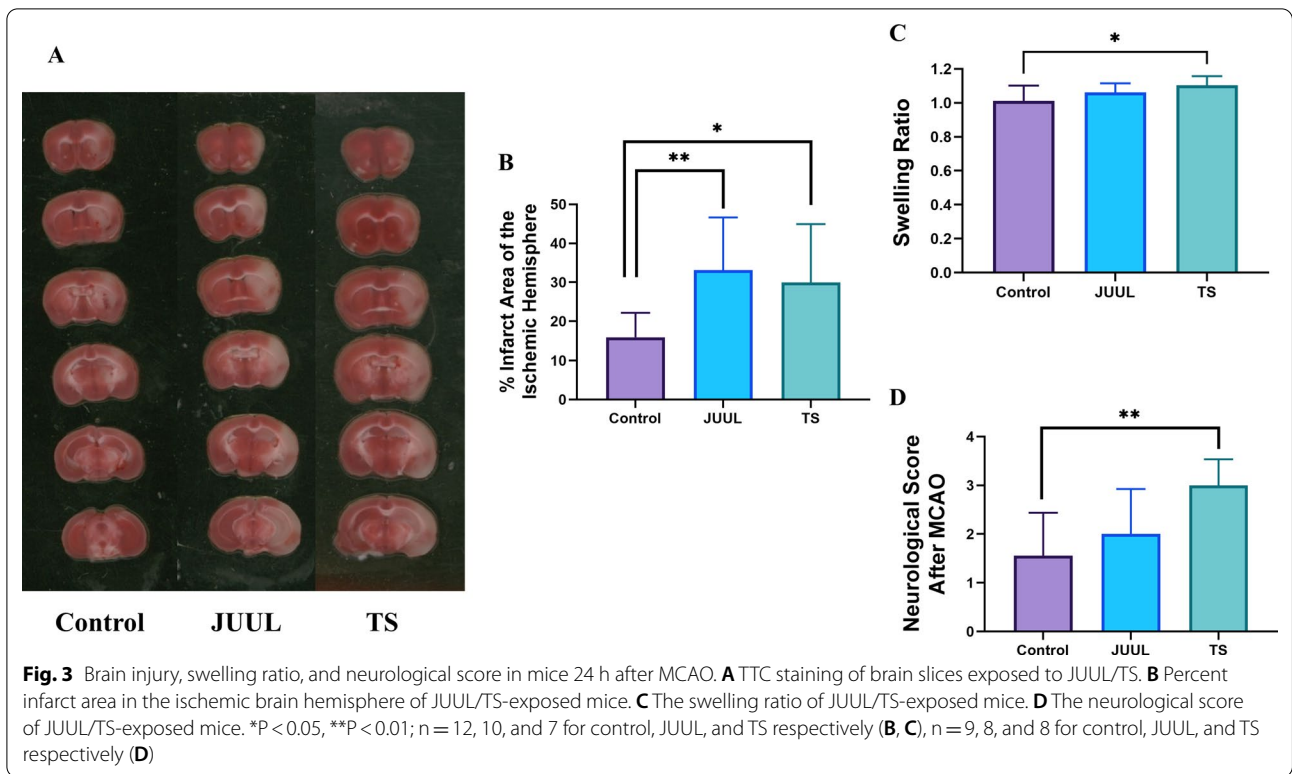 A
Control JUUL TS
B
% Infarct Area of the
Ischemic Hemisphere
50
40
30
20
10
0
*
**
Control JUUL TS
C
Swelling Ratio
1.2
1.0
0.8
0.6
0.4
0.2
0.0
*
Control JUUL TS
D
Neurological Score
After MCAO
4
3
2
1
0
**
Control JUUL TS
Fig. 3 Brain injury, swelling ratio, and neurological score in mice 24 h after MCAO. A TTC staining of brain slices exposed to JUUL/TS. B Percent
infarct area in the ischemic brain hemisphere of JUUL/TS-exposed mice. C The swelling ratio of JUUL/TS-exposed mice. D The neurological score
of JUUL/TS-exposed mice. *P < 0.05, **P < 0.01; n = 12, 10, and 7 for control, JUUL, and TS respectively (B, C), n = 9, 8, and 8 for control, JUUL, and TS
respectively (D)